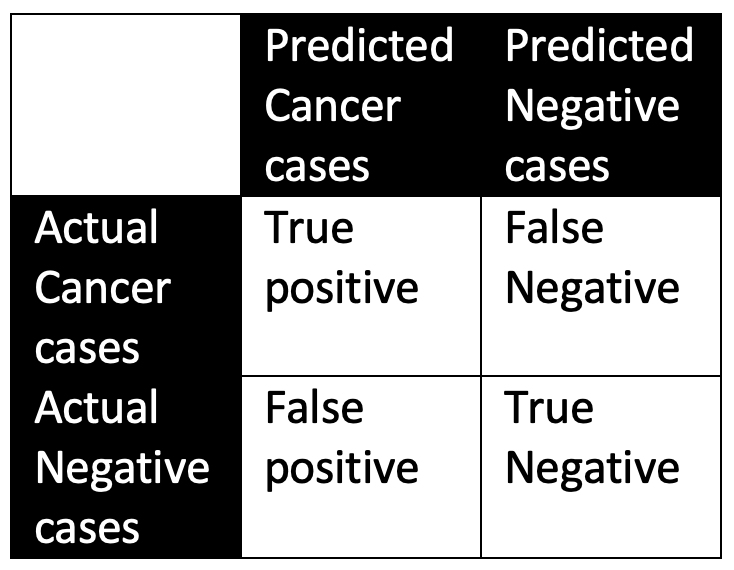 Predicted
Cancer
cases
Predicted
Negative
cases
Actual
Cancer
cases
True
positive
False
Negative
Actual
Negative
cases
False
positive
True
Negative